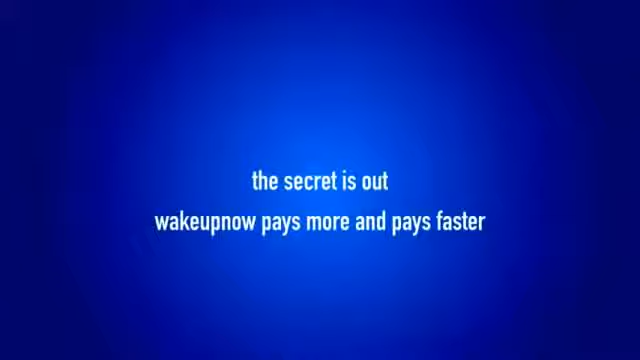 the secret is out
wakeupnow pays more and pays faster